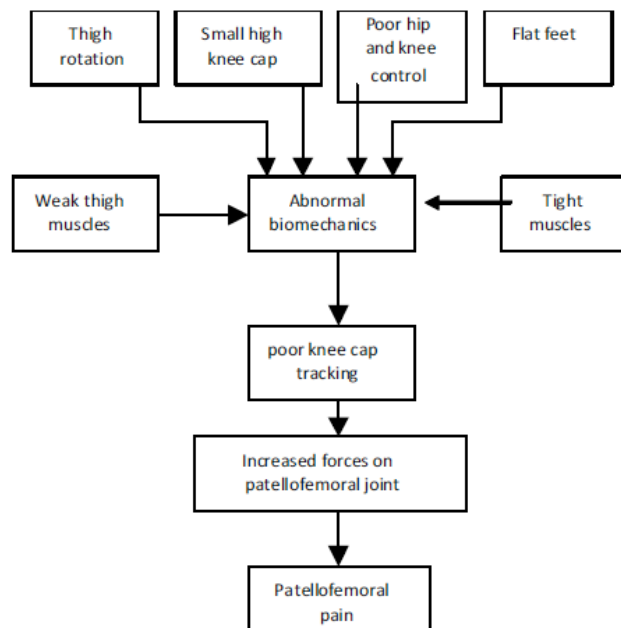 Thigh
rotation
Small high
knee cap
Poor hip
and knee
control
Flat feet
Weak thigh
muscles
Abnormal
biomechanics
Tight
muscles
poor knee cap
tracking
Increased forces on
patellofemoral joint
Patellofemoral
pain